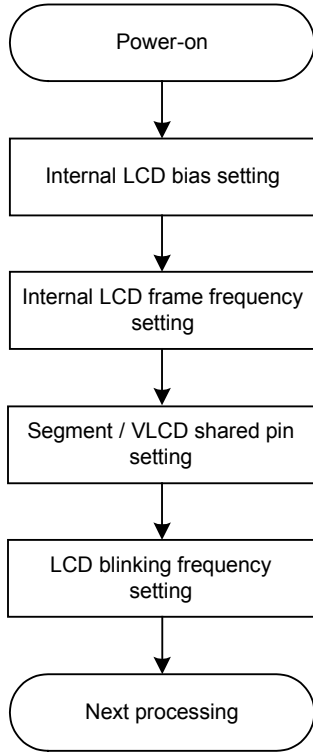 Power-on
Internal LCD bias setting
Internal LCD frame frequency
setting
Segment / VLCD shared pin
setting
LCD blinking frequency
setting
Next processing